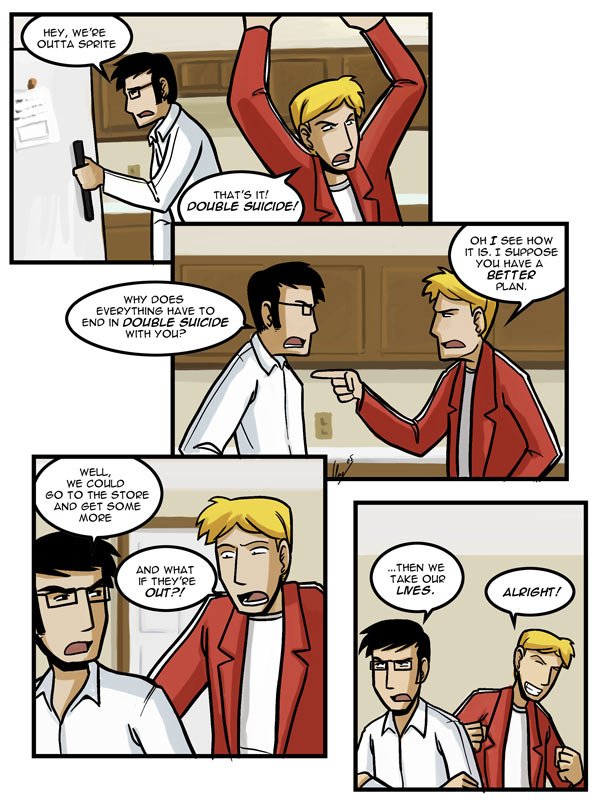 HEY, WE'RE
OUTTA SPRITE
THAT'S IT!
DOUBLE SUICIDE!
WHY DOES
EVERYTHING HAVE TO
END IN DOUBLE SUICIDE
WITH YOU?
OH I SEE HOW
IT IS. I SUPPOSE
YOU HAVE A
BETTER
PLAN.
WELL,
WE COULD
GO TO THE STORE
AND GET SOME
MORE
AND WHAT
IF THEY'RE
OUT?!
...THEN WE
TAKE OUR
LIVES.
ALRIGHT!